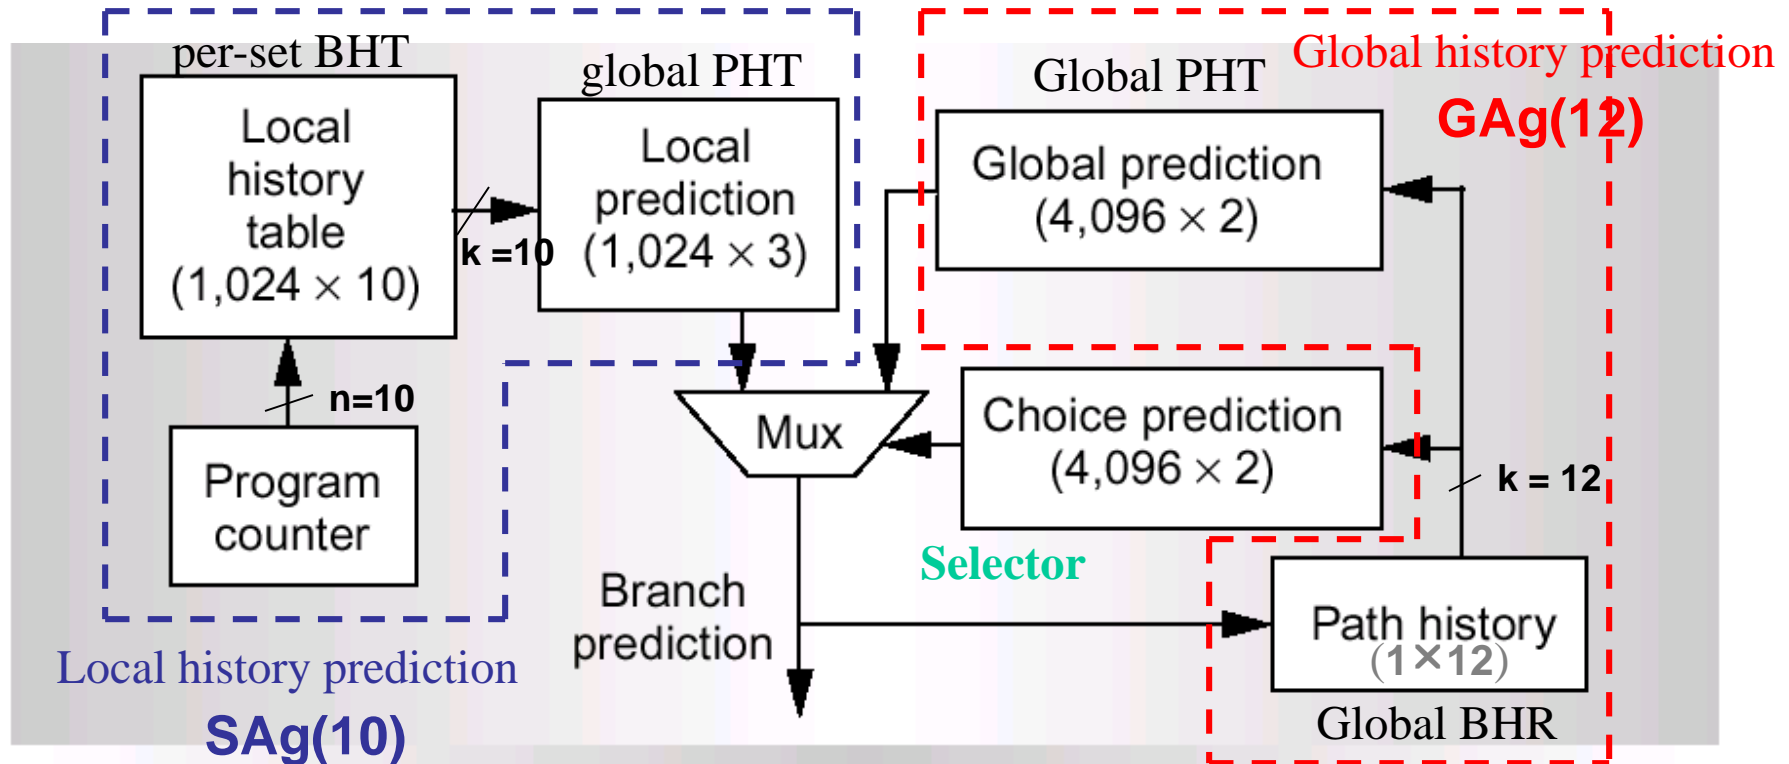 per-set BHT
Local
history
table
(1,024 × 10)
k =10
n=10
Program
counter
Local history prediction
SAg(10)
global PHT
Local
prediction
(1,024 × 3)
Mux
Branch
prediction
Global history prediction
GAg(12)
Global PHT
Global prediction
(4,096 × 2)
Choice prediction
(4,096 × 2)
Selector
k = 12
Path history
(1×12)
Global BHR